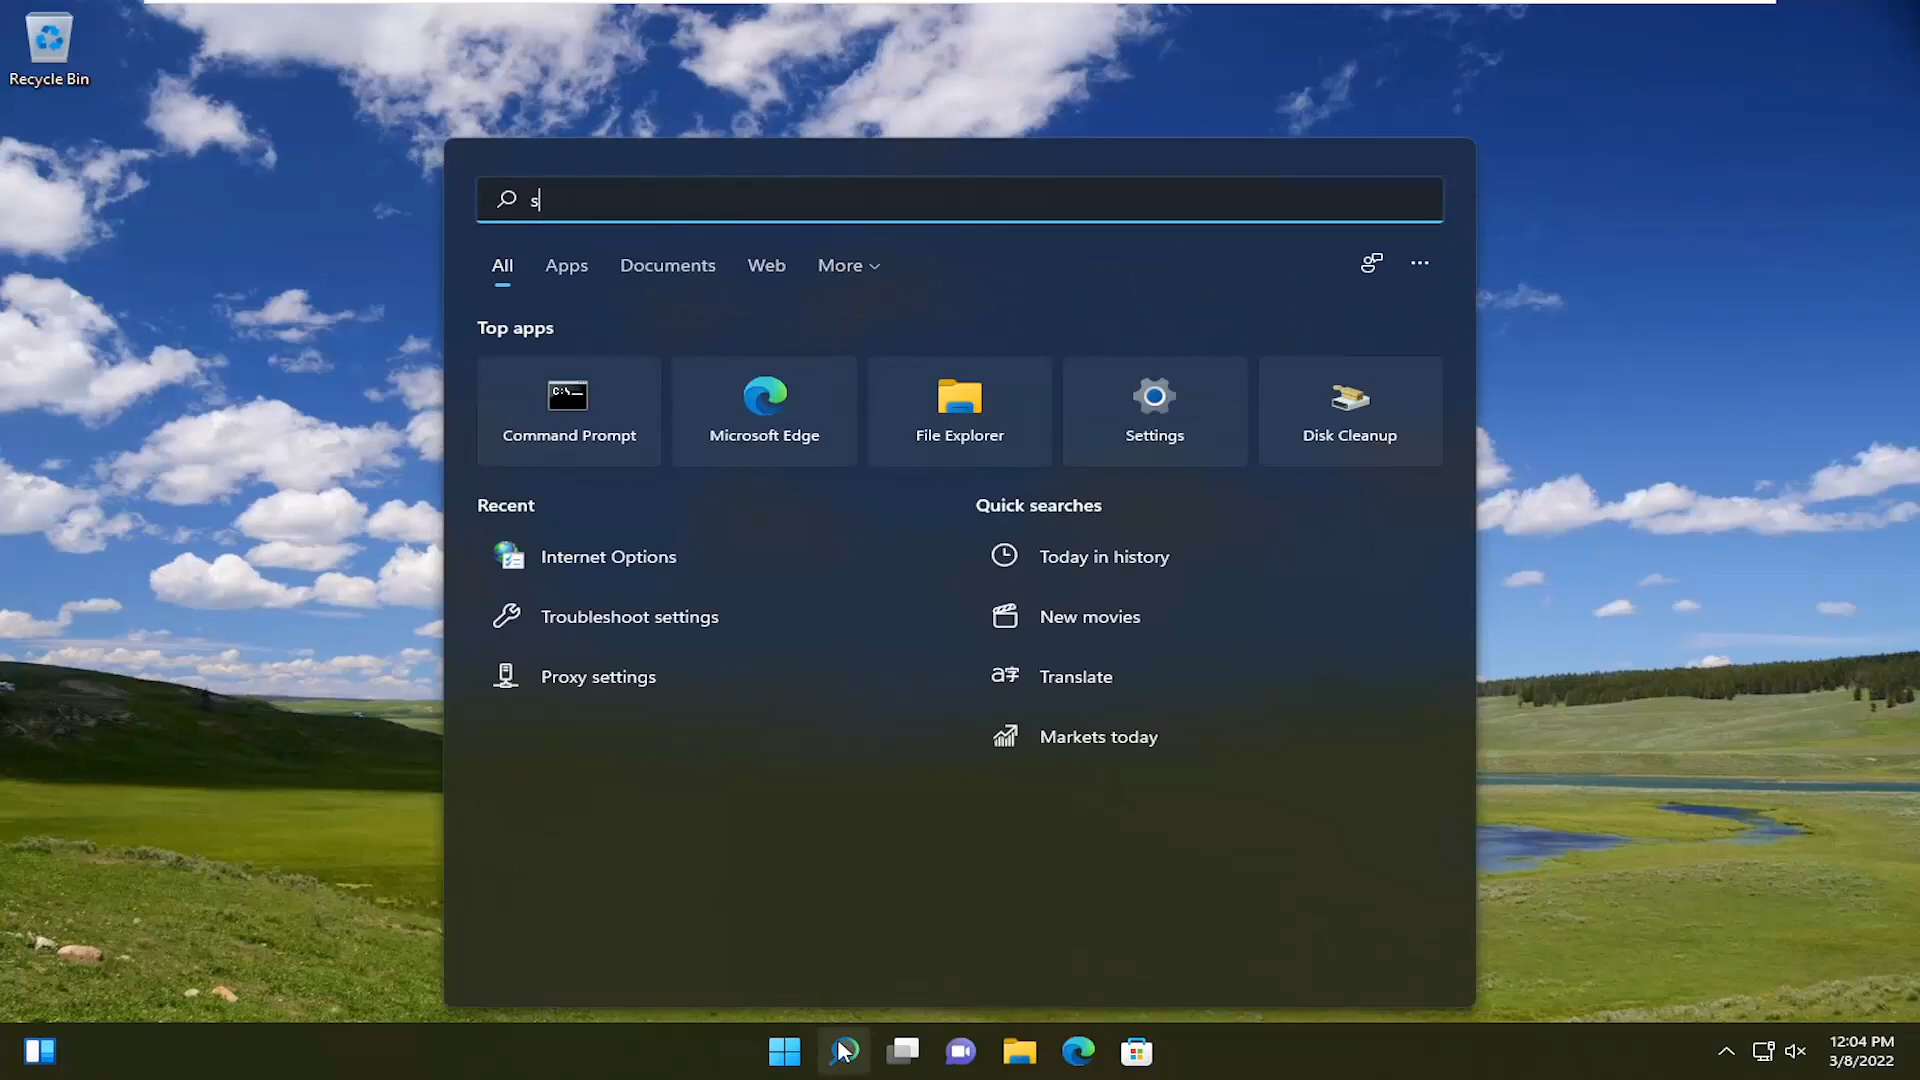 Recycle Bin
s
All Apps Documents Web More
Top apps
C:\
Command Prompt Microsoft Edge File Explorer Settings Disk Cleanup
Recent Quick searches
Internet Options Today in history
Troubleshoot settings New movies
Proxy settings a字 Translate
Markets today
12:04 PM
3/8/2022